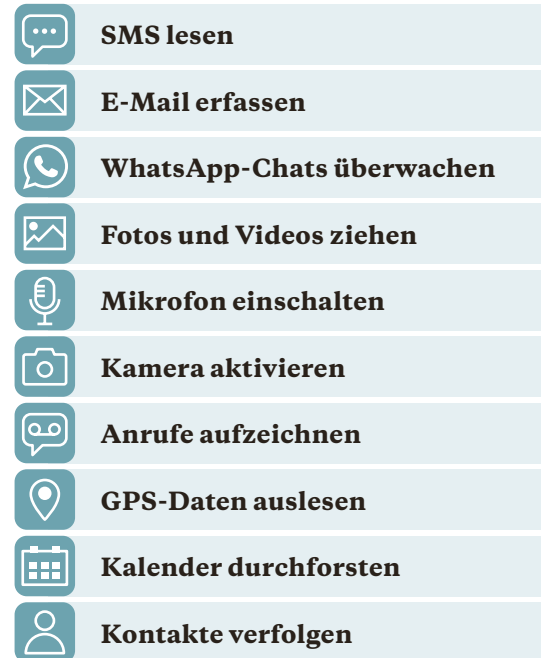 SMS lesen
E-Mail erfassen
WhatsApp-Chats überwachen
Fotos und Videos ziehen
Mikrofon einschalten
Kamera aktivieren
Anrufe aufzeichnen
GPS-Daten auslesen
Kalender durchforsten
Kontakte verfolgen